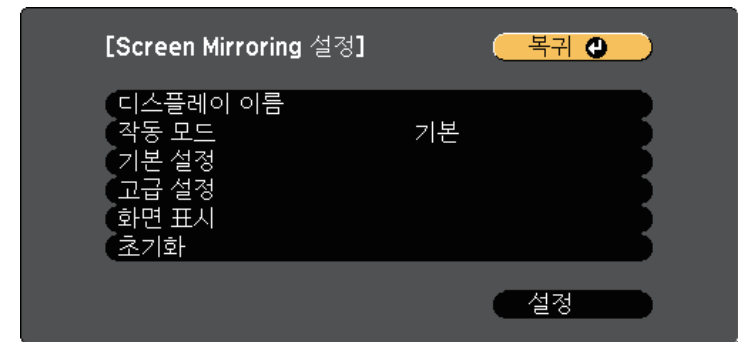 [Screen Mirroring 설정]
복귀
디스플레이 이름
작동 모드 기본
기본 설정
고급 설정
화면 표시
초기화
설정